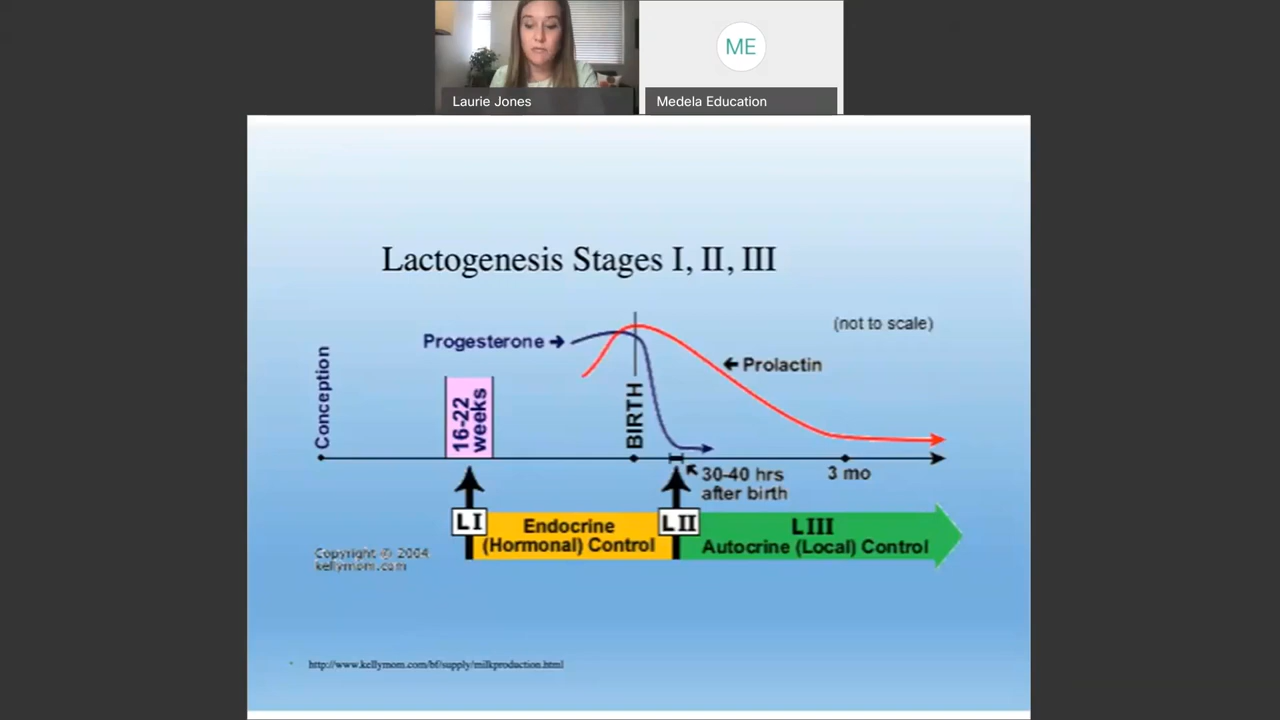 ME
Laurie Jones
Medela Education
Lactogenesis Stages I, II, III
(not to scale)
Progesterone →
← Prolactin
Conception
16-22
weeks
BIRTH
30-40 hrs
after birth
3 mo
LI
Endocrine
(Hormonal) Control
LII
LIII
Autocrine (Local) Control
Copyright © 2004
kellymom.com
http://www.kellymom.com/bf/supply/milkproduction.html